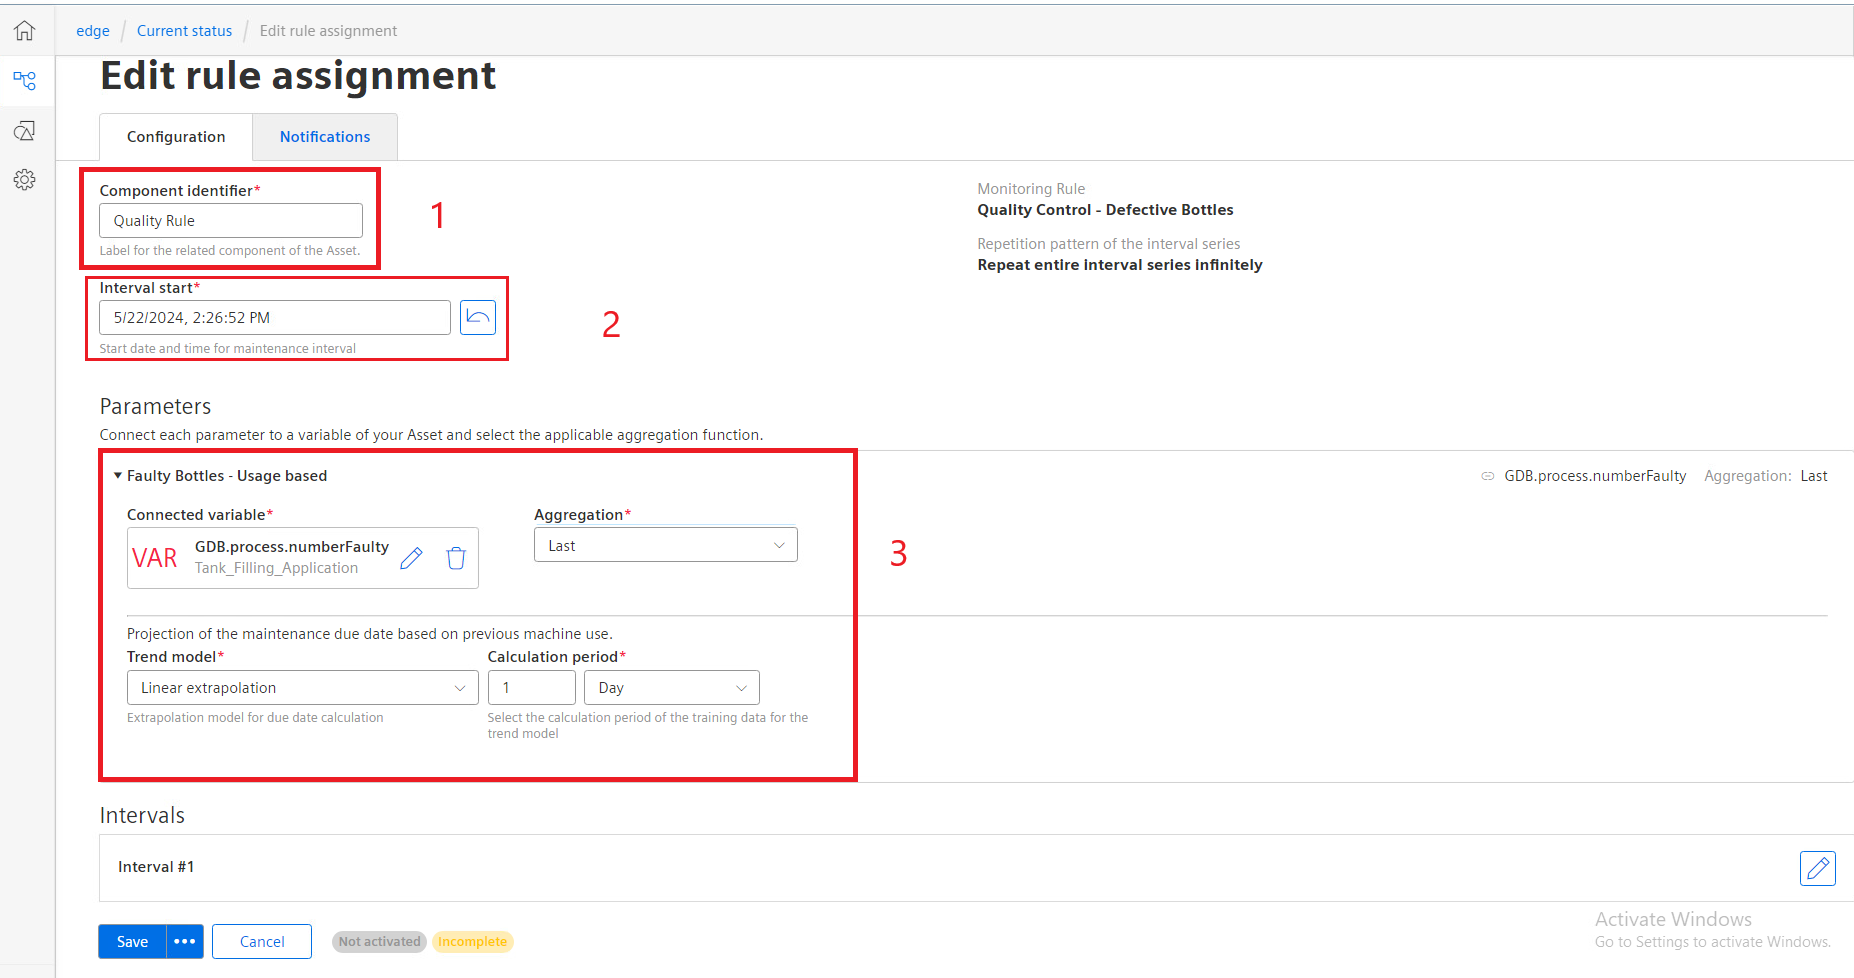 edge / Current status / Edit rule assignment
Edit rule assignment
Configuration
Notifications
Component identifier*
Quality Rule
Label for the related component of the Asset.
1
Monitoring Rule
Quality Control - Defective Bottles
Repetition pattern of the interval series
Repeat entire interval series infinitely
Interval start*
5/22/2024, 2:26:52 PM
Start date and time for maintenance interval
2
Parameters
Connect each parameter to a variable of your Asset and select the applicable aggregation function.
Faulty Bottles - Usage based
GDB.process.numberFaulty Aggregation: Last
Connected variable*
Aggregation*
VAR
GDB.process.numberFaulty
Tank_Filling_Application
Last
3
Projection of the maintenance due date based on previous machine use.
Trend model*
Calculation period*
Linear extrapolation
1
Day
Extrapolation model for due date calculation
Select the calculation period of the training data for the
trend model
Intervals
Interval #1
Save
•••
Cancel
Not activated
Incomplete
Activate Windows
Go to Settings to activate Windows.